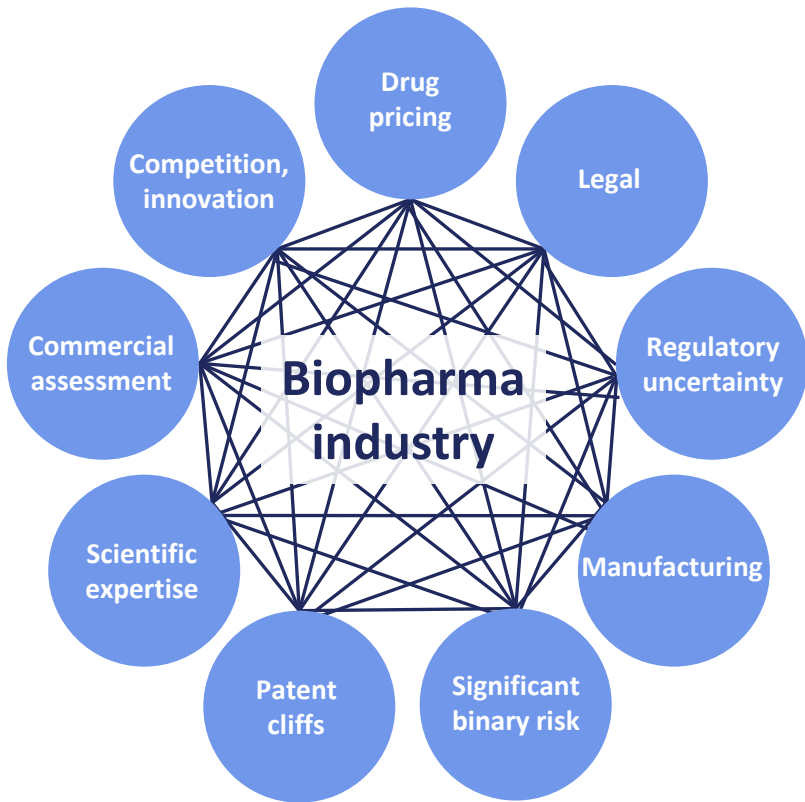 Drug
pricing
Legal
Regulatory
uncertainty
Manufacturing
Significant
binary risk
Patent
cliffs
Scientific
expertise
Commercial
assessment
Competition,
innovation
Biopharma
industry